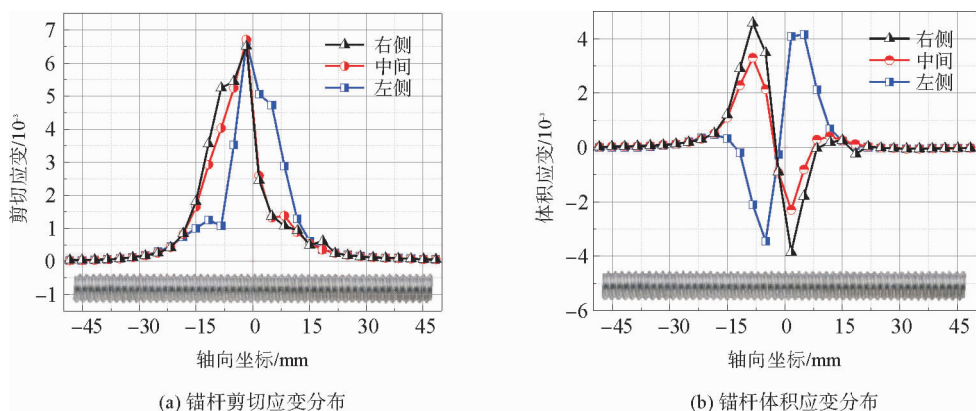 7
6
5
4
3
2
1
0
−1
剪切应变/10⁻³
右侧
中间
左侧
−45 −30 −15 0 15 30 45
轴向坐标/mm
(a) 锚杆剪切应变分布
4
2
0
−2
−4
−6
体积应变/10⁻³
右侧
中间
左侧
−45 −30 −15 0 15 30 45
轴向坐标/mm
(b) 锚杆体积应变分布